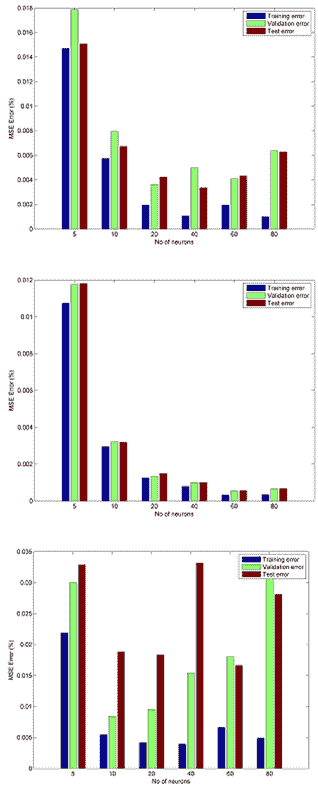 0.018
0.016
0.014
0.012
0.01
0.008
0.006
0.004
0.002
0
MSE Error (%)
Training error
Validation error
Test error
5 10 20 40 60 80
No of neurons
0.012
0.01
0.008
0.006
0.004
0.002
0
MSE Error (%)
Training error
Validation error
Test error
5 10 20 40 60 80
No of neurons
0.035
0.03
0.025
0.02
0.015
0.01
0.005
0
MSE Error (%)
Training error
Validation error
Test error
5 10 20 40 60 80
No of neurons